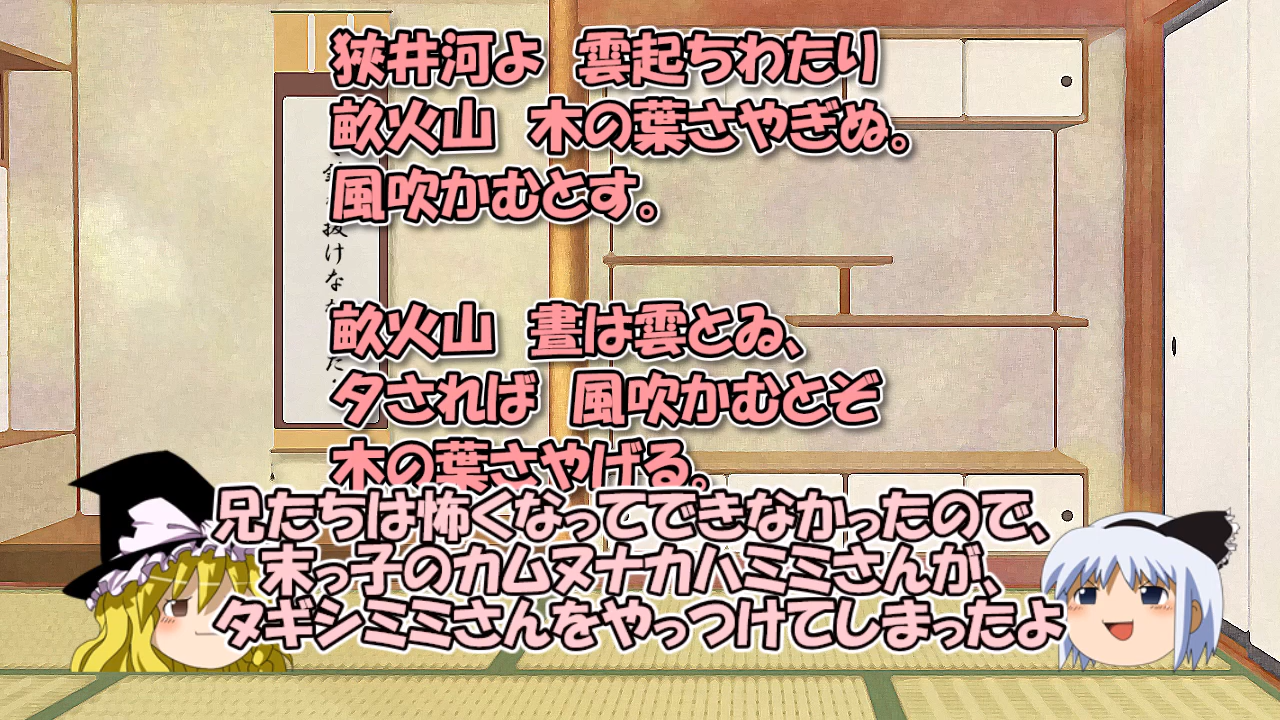 狹井河よ 雲起ちわたり
畝火山 木の葉さやぎぬ。
風吹かむとす。
畝火山 晝は雲とゐ、
夕されば 風吹かむとぞ
木の葉さやげる。
兄たちは怖くなってできなかったので、
末っ子のカムヌナカハミミさんが、
タギシミミさんをやっつけてしまったよ